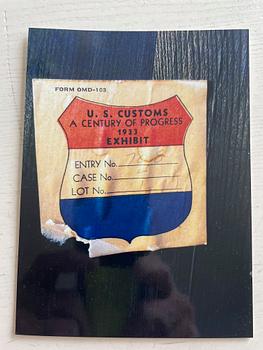 FORM OMD-103
U. S. CUSTOMS
A CENTURY OF PROGRESS
1933
EXHIBIT
ENTRY No.
CASE No.
LOT No.